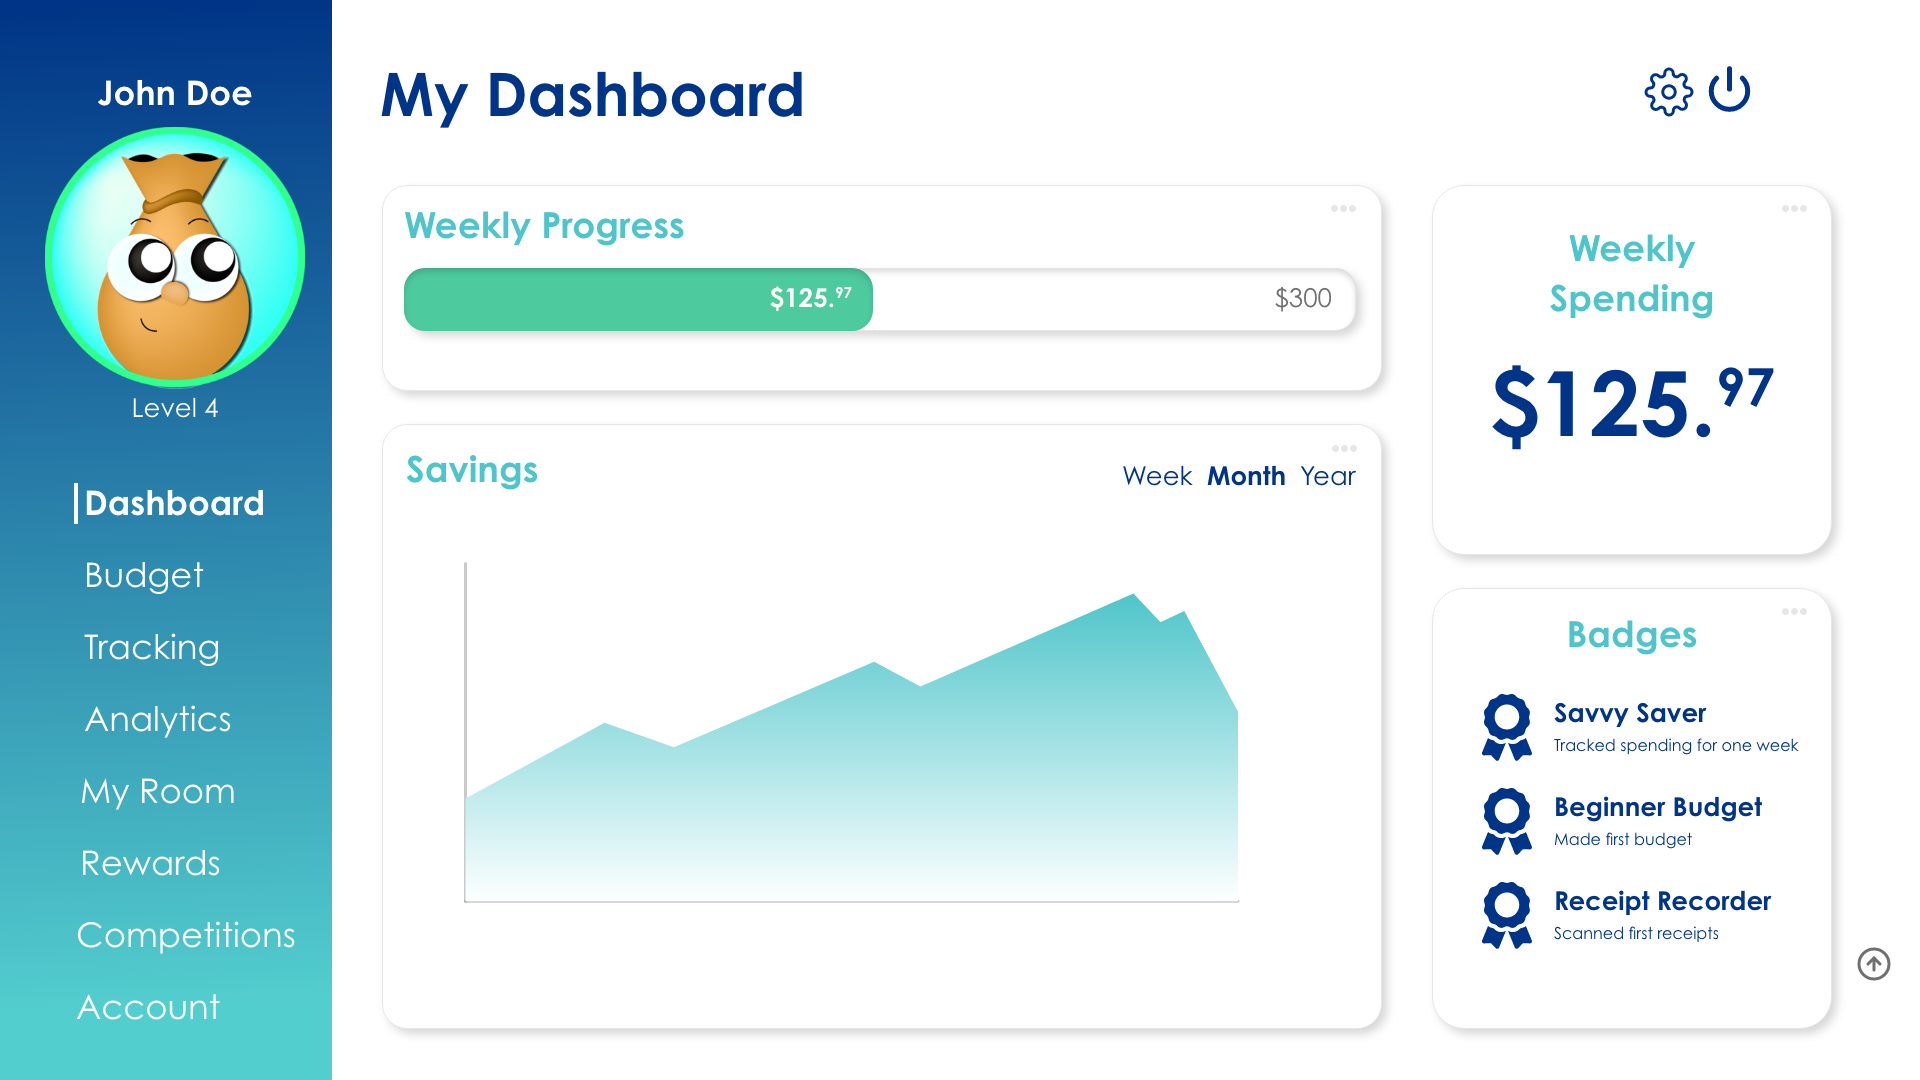 John Doe
Level 4
Dashboard
Budget
Tracking
Analytics
My Room
Rewards
Competitions
Account
My Dashboard
Weekly Progress
$125.97
$300
Savings
Week Month Year
Weekly
Spending
$125.97
Badges
Savvy Saver
Tracked spending for one week
Beginner Budget
Made first budget
Receipt Recorder
Scanned first receipts